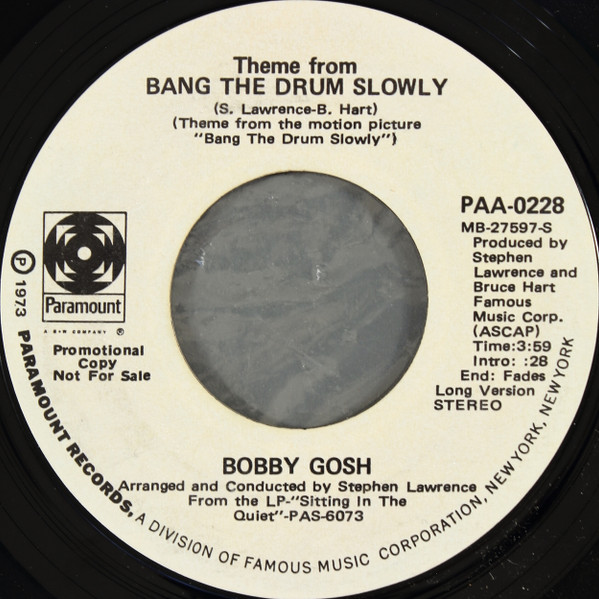 Theme from
BANG THE DRUM SLOWLY
(S. Lawrence-B. Hart)
(Theme from the motion picture
"Bang The Drum Slowly")
Paramount
A G+W COMPANY ®
Promotional
Copy
Not For Sale
PAA-0228
MB-27597-S
Produced by
Stephen
Lawrence and
Bruce Hart
Famous
Music Corp.
(ASCAP)
Time:3:59
Intro: :28
End: Fades
Long Version
STEREO
BOBBY GOSH
Arranged and Conducted by Stephen Lawrence
From the LP-"Sitting In The
Quiet"-PAS-6073
Ⓟ 1973 PARAMOUNT RECORDS, A DIVISION OF FAMOUS MUSIC CORPORATION, NEW YORK, NEW YORK